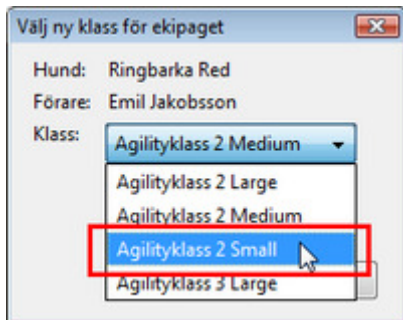 Välj ny klass för ekipaget
Hund: Ringbarka Red
Förare: Emil Jakobsson
Klass: Agilityklass 2 Medium
Agilityklass 2 Large
Agilityklass 2 Medium
Agilityklass 2 Small
Agilityklass 3 Large